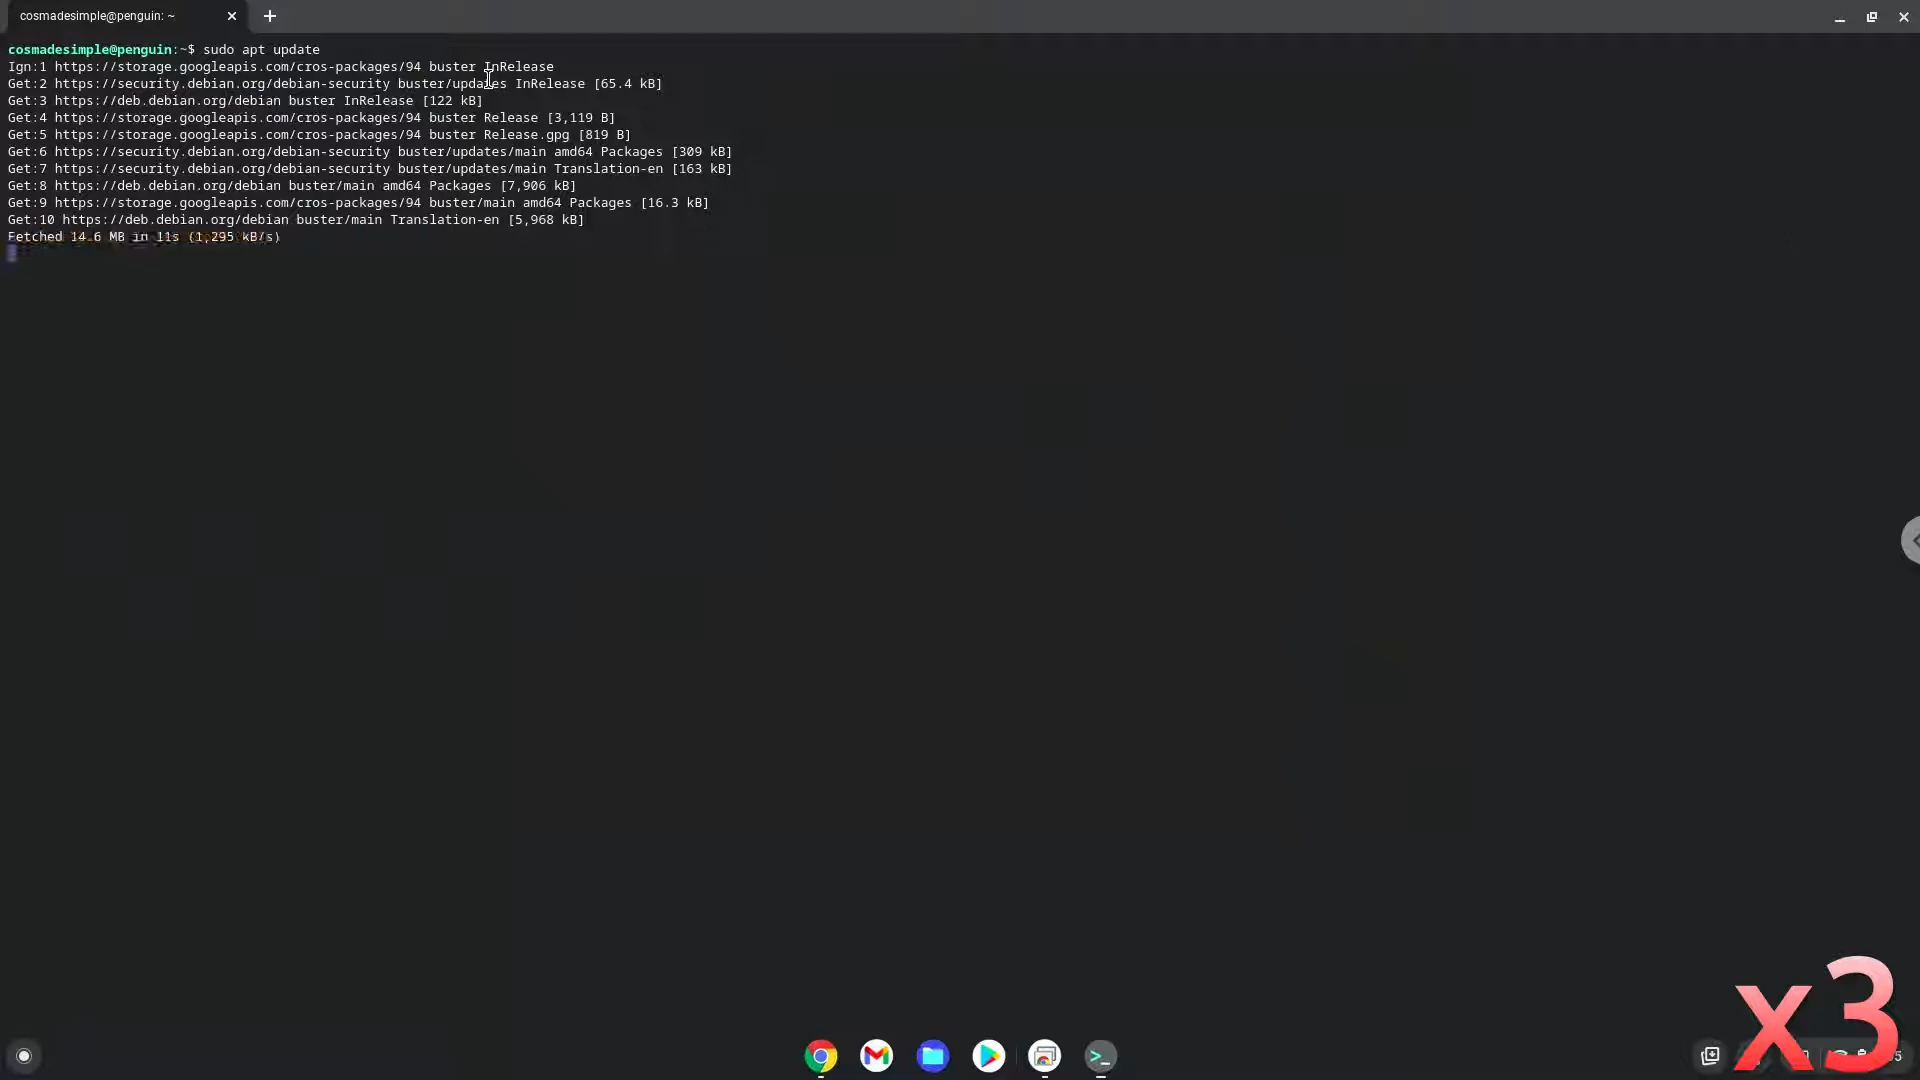 cosmadesimple@penguin: ~
cosmadesimple@penguin:~$ sudo apt update
Ign:1 https://storage.googleapis.com/cros-packages/94 buster InRelease
Get:2 https://security.debian.org/debian-security buster/updates InRelease [65.4 kB]
Get:3 https://deb.debian.org/debian buster InRelease [122 kB]
Get:4 https://storage.googleapis.com/cros-packages/94 buster Release [3,119 B]
Get:5 https://storage.googleapis.com/cros-packages/94 buster Release.gpg [819 B]
Get:6 https://security.debian.org/debian-security buster/updates/main amd64 Packages [309 kB]
Get:7 https://security.debian.org/debian-security buster/updates/main Translation-en [163 kB]
Get:8 https://deb.debian.org/debian buster/main amd64 Packages [7,906 kB]
Get:9 https://storage.googleapis.com/cros-packages/94 buster/main amd64 Packages [16.3 kB]
Get:10 https://deb.debian.org/debian buster/main Translation-en [5,968 kB]
Fetched 14.6 MB in 11s (1,295 kB/s)
x3